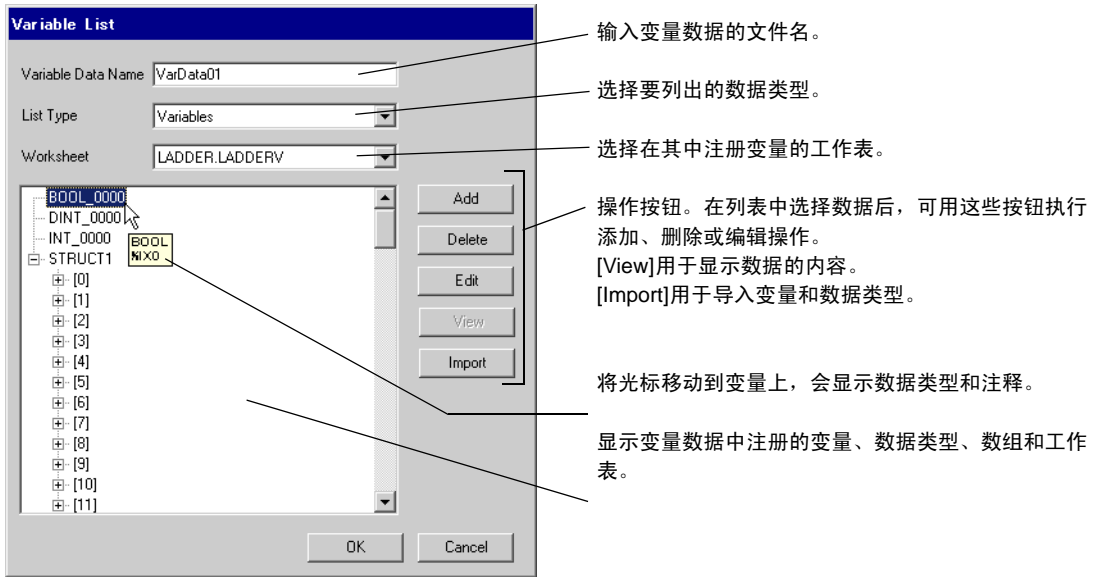 Variable List
Variable Data Name VarData01
List Type Variables
Worksheet LADDER.LADDERV
BOOL_0000
DINT_0000
INT_0000
BOOL
%IX0
STRUCT1
[0]
[1]
[2]
[3]
[4]
[5]
[6]
[7]
[8]
[9]
[10]
[11]
Add
Delete
Edit
View
Import
OK Cancel
输入变量数据的文件名。
选择要列出的数据类型。
选择在其中注册变量的工作表。
操作按钮。在列表中选择数据后，可用这些按钮执行
添加、删除或编辑操作。
[View]用于显示数据的内容。
[Import]用于导入变量和数据类型。
将光标移动到变量上，会显示数据类型和注释。
显示变量数据中注册的变量、数据类型、数组和工作
表。